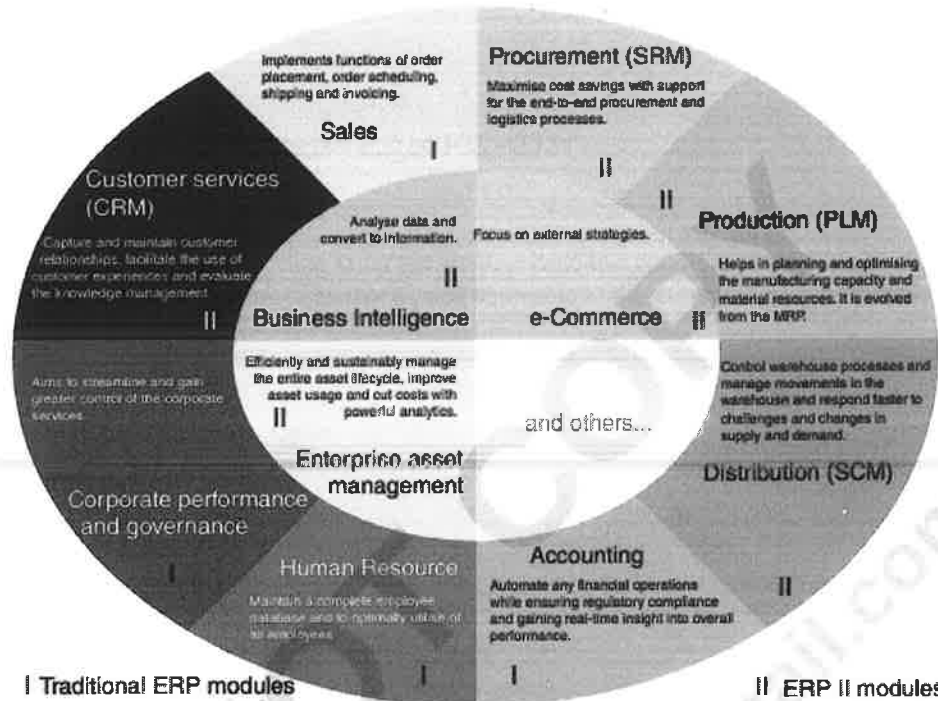 Implements functions of order
placement, order scheduling,
shipping and invoicing.
Sales
I
Procurement (SRM)
Maximise cost savings with support
for the end-to-end procurement and
logistics processes.
II
Customer services
(CRM)
Capture and maintain customer
relationships, facilitate the use of
customer experiences and evaluate
the knowledge management
II
Analyse data and
convert to information.
II
Business Intelligence
Focus on external strategies.
e-Commerce
II
II
Production (PLM)
Helps in planning and optimising
the manufacturing capacity and
material resources. It is evolved
from the MRP.
Aims to streamline and gain
greater control of the corporate
services
Corporate performance
and governance
I
Efficiently and sustainably manage
the entire asset lifecycle, improve
asset usage and cut costs with
powerful analytics.
II
Enterprise asset
management
and others...
Control warehouse processes and
manage movements in the
warehouse and respond faster to
challenges and changes in
supply and demand.
Distribution (SCM)
II
Human Resource
Maintain a complete employee
database and to optimally utilise of
all employees
I
Accounting
Automate any financial operations
while ensuring regulatory compliance
and gaining real-time insight into overall
performance.
I
I Traditional ERP modules
II ERP II modules